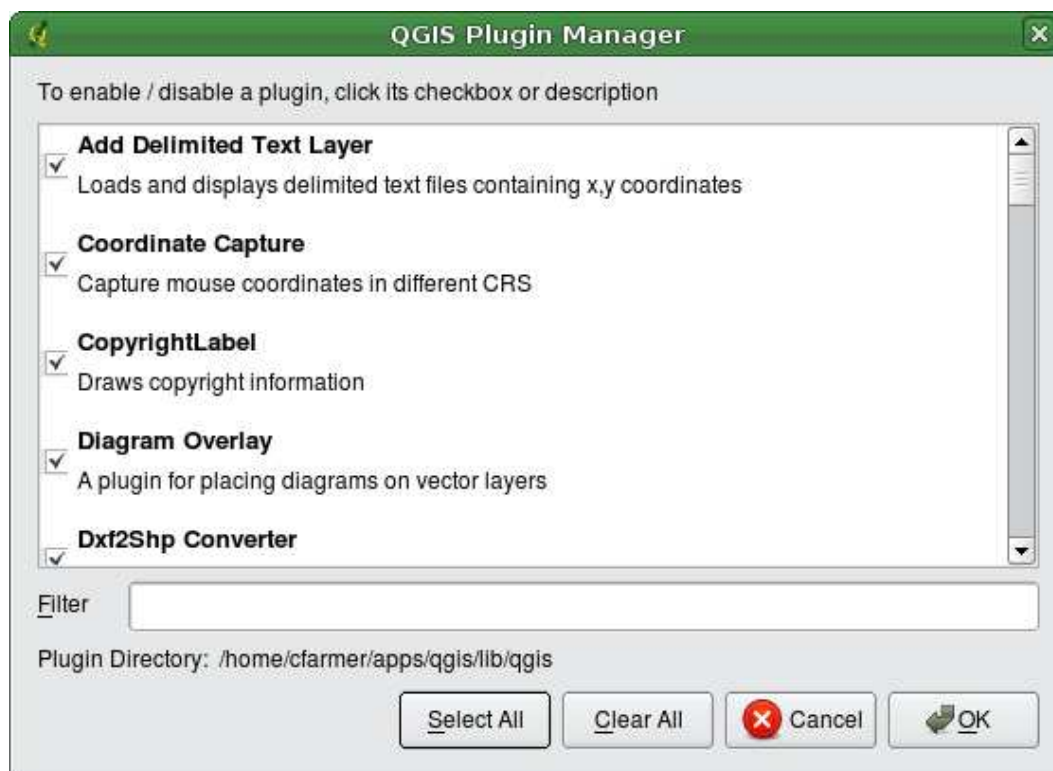 QGIS Plugin Manager
To enable / disable a plugin, click its checkbox or description
Add Delimited Text Layer
Loads and displays delimited text files containing x,y coordinates
Coordinate Capture
Capture mouse coordinates in different CRS
CopyrightLabel
Draws copyright information
Diagram Overlay
A plugin for placing diagrams on vector layers
Dxf2Shp Converter
Filter
Plugin Directory: /home/cfarmer/apps/qgis/lib/qgis
Select All Clear All Cancel OK